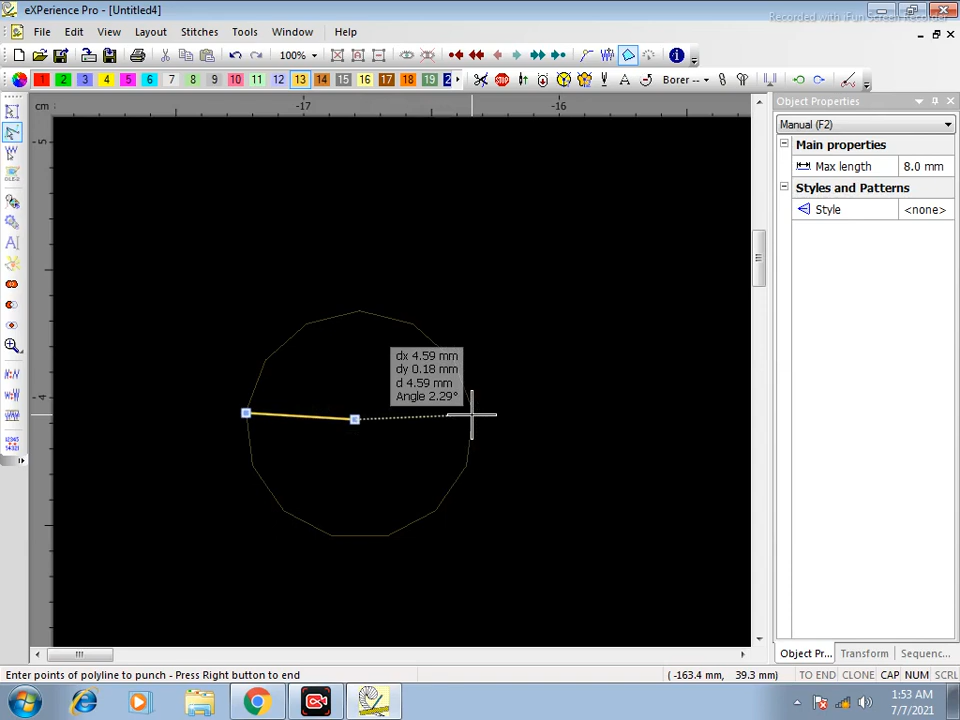 eXPerience Pro - [Untitled4]
Recorded with iFun Screen Recorder
File Edit View Layout Stitches Tools Window Help
100%
1 2 3 4 5 6 7 8 11 9 10 11 12 13 14 15 16 17 18 19 2 Borer --
cm -17 -16
Object Properties
Manual (F2)
Main properties
Max length 8.0 mm
Styles and Patterns
Style <none>
-5
-4
dx 4.59 mm
dy 0.18 mm
d 4.59 mm
Angle 2.29°
Object Pr... Transform Sequenc...
Enter points of polyline to punch - Press Right button to end (-163.4 mm, 39.3 mm) TO END CLONE CAP NUM SCRL
1:53 AM
7/7/2021